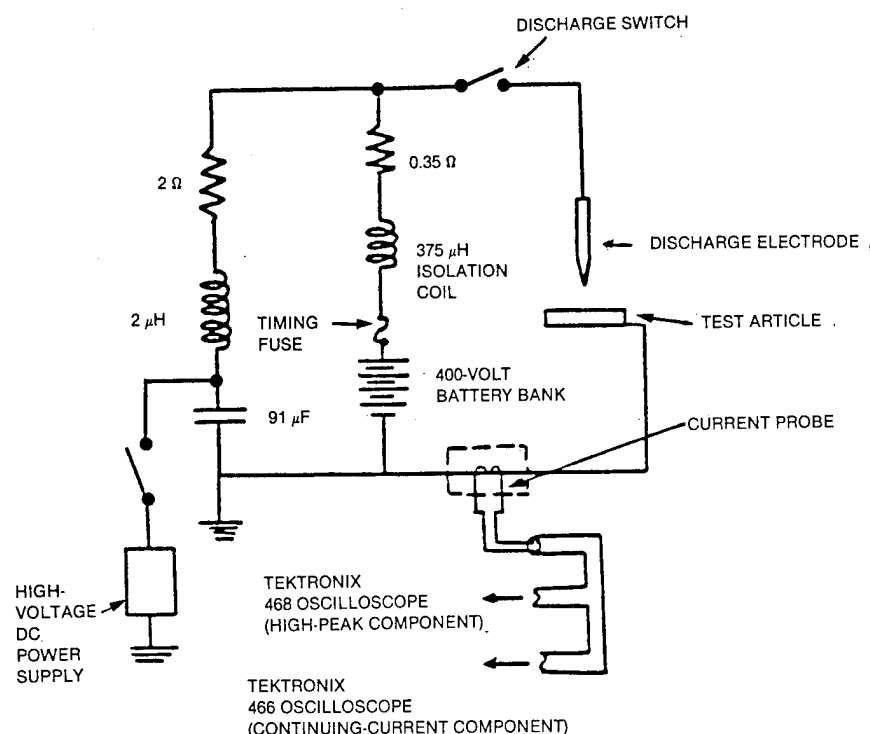 DISCHARGE SWITCH
2 Ω
0.35 Ω
375 µH
ISOLATION
COIL
DISCHARGE ELECTRODE
2 µH
TIMING
FUSE
TEST ARTICLE
400-VOLT
BATTERY BANK
91 µF
CURRENT PROBE
HIGH-
VOLTAGE
DC
POWER
SUPPLY
TEKTRONIX
468 OSCILLOSCOPE
(HIGH-PEAK COMPONENT)
TEKTRONIX
466 OSCILLOSCOPE
(CONTINUING-CURRENT COMPONENT)